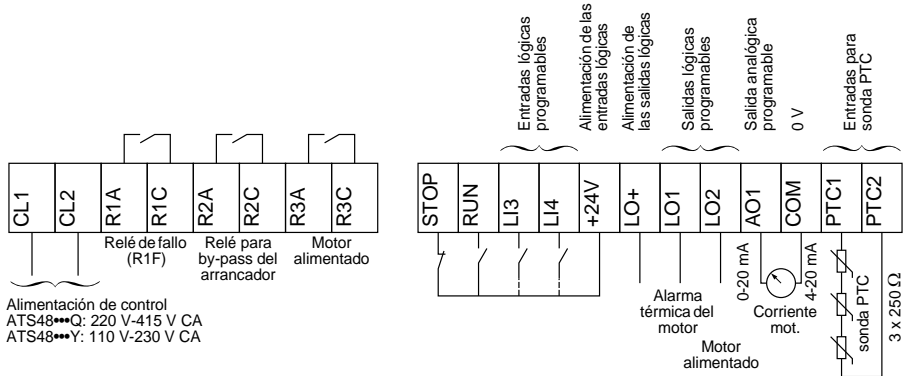 Entradas lógicas
programables
Alimentación de las
entradas lógicas
Alimentación de
las salidas lógicas
Salidas lógicas
programables
Salida analógica
programable
0 V
Entradas para
sonda PTC
CL1
CL2
R1A
R1C
R2A
R2C
R3A
R3C
STOP
RUN
LI3
LI4
+24V
LO+
LO1
LO2
AO1
COM
PTC1
PTC2
Relé de fallo
(R1F)
Relé para
by-pass del
arrancador
Motor
alimentado
Alimentación de control
ATS48•••Q: 220 V-415 V CA
ATS48•••Y: 110 V-230 V CA
Alarma
térmica del
motor
Motor
alimentado
0-20 mA
4-20 mA
Corriente
mot.
sonda PTC
3 x 250 Ω